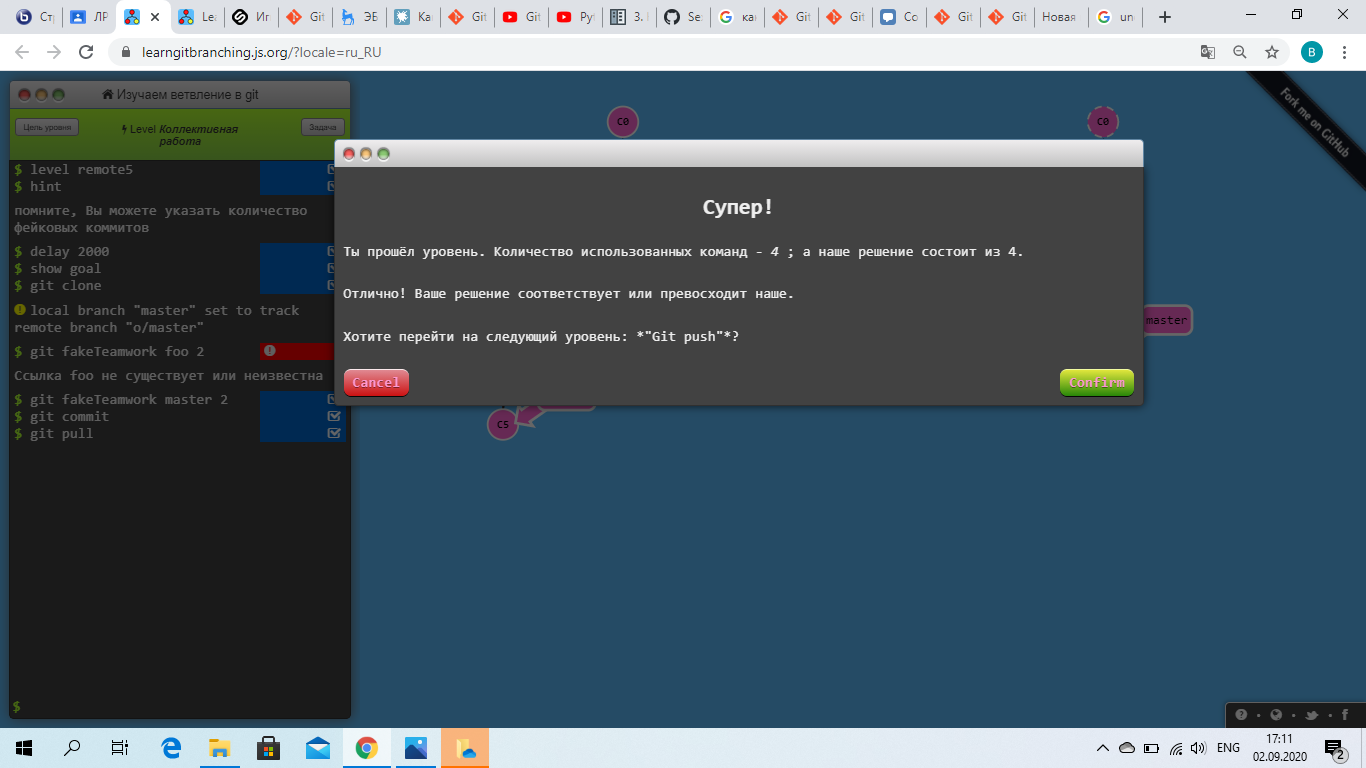 Ст
ЛР
Le
Иг
Git
ЭБ
Ка
Git
Git
Ру
3.
Se
как
Git
Git
Со
Git
Git
Новая
un
learngitbranching.js.org/?locale=ru_RU
B
Изучаем ветвление в git
Цель уровня
Level Коллективная
работа
Задача
$ level remote5
$ hint
помните, Вы можете указать количество
фейковых коммитов
$ delay 2000
$ show goal
$ git clone
local branch "master" set to track
remote branch "o/master"
$ git fakeTeamwork foo 2
Ссылка foo не существует или неизвестна
$ git fakeTeamwork master 2
$ git commit
$ git pull
$
C0
C0
Fork me on GitHub
master
C5
Супер!
Ты прошёл уровень. Количество использованных команд - 4 ; а наше решение состоит из 4.
Отлично! Ваше решение соответствует или превосходит наше.
Хотите перейти на следующий уровень: *"Git push"*?
Cancel
Confirm
ENG
17:11
02.09.2020
2